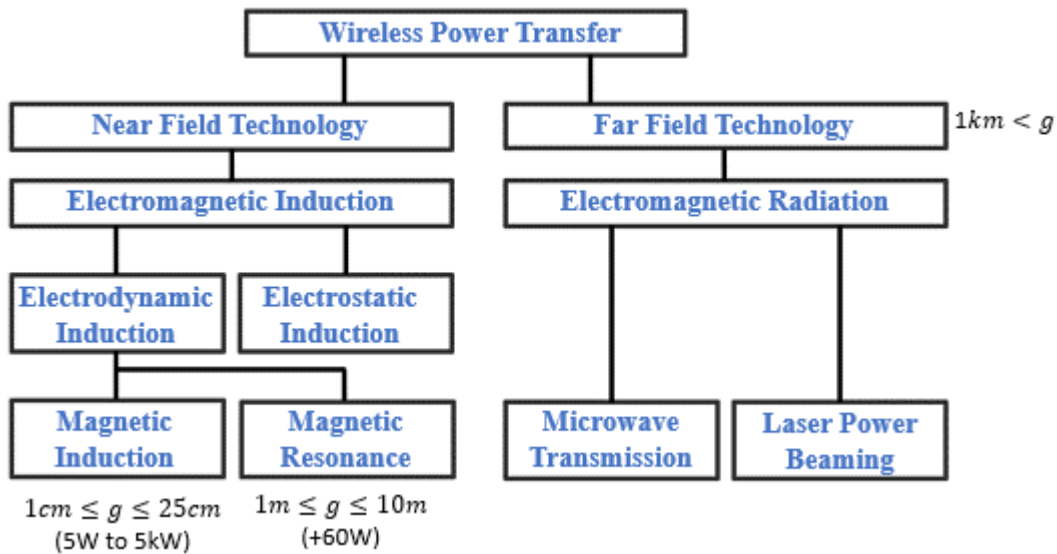 Wireless Power Transfer
Near Field Technology
Far Field Technology
1km < g
Electromagnetic Induction
Electromagnetic Radiation
Electrodynamic
Induction
Electrostatic
Induction
Magnetic
Induction
Magnetic
Resonance
Microwave
Transmission
Laser Power
Beaming
1cm ≤ g ≤ 25cm
(5W to 5kW)
1m ≤ g ≤ 10m
(+60W)